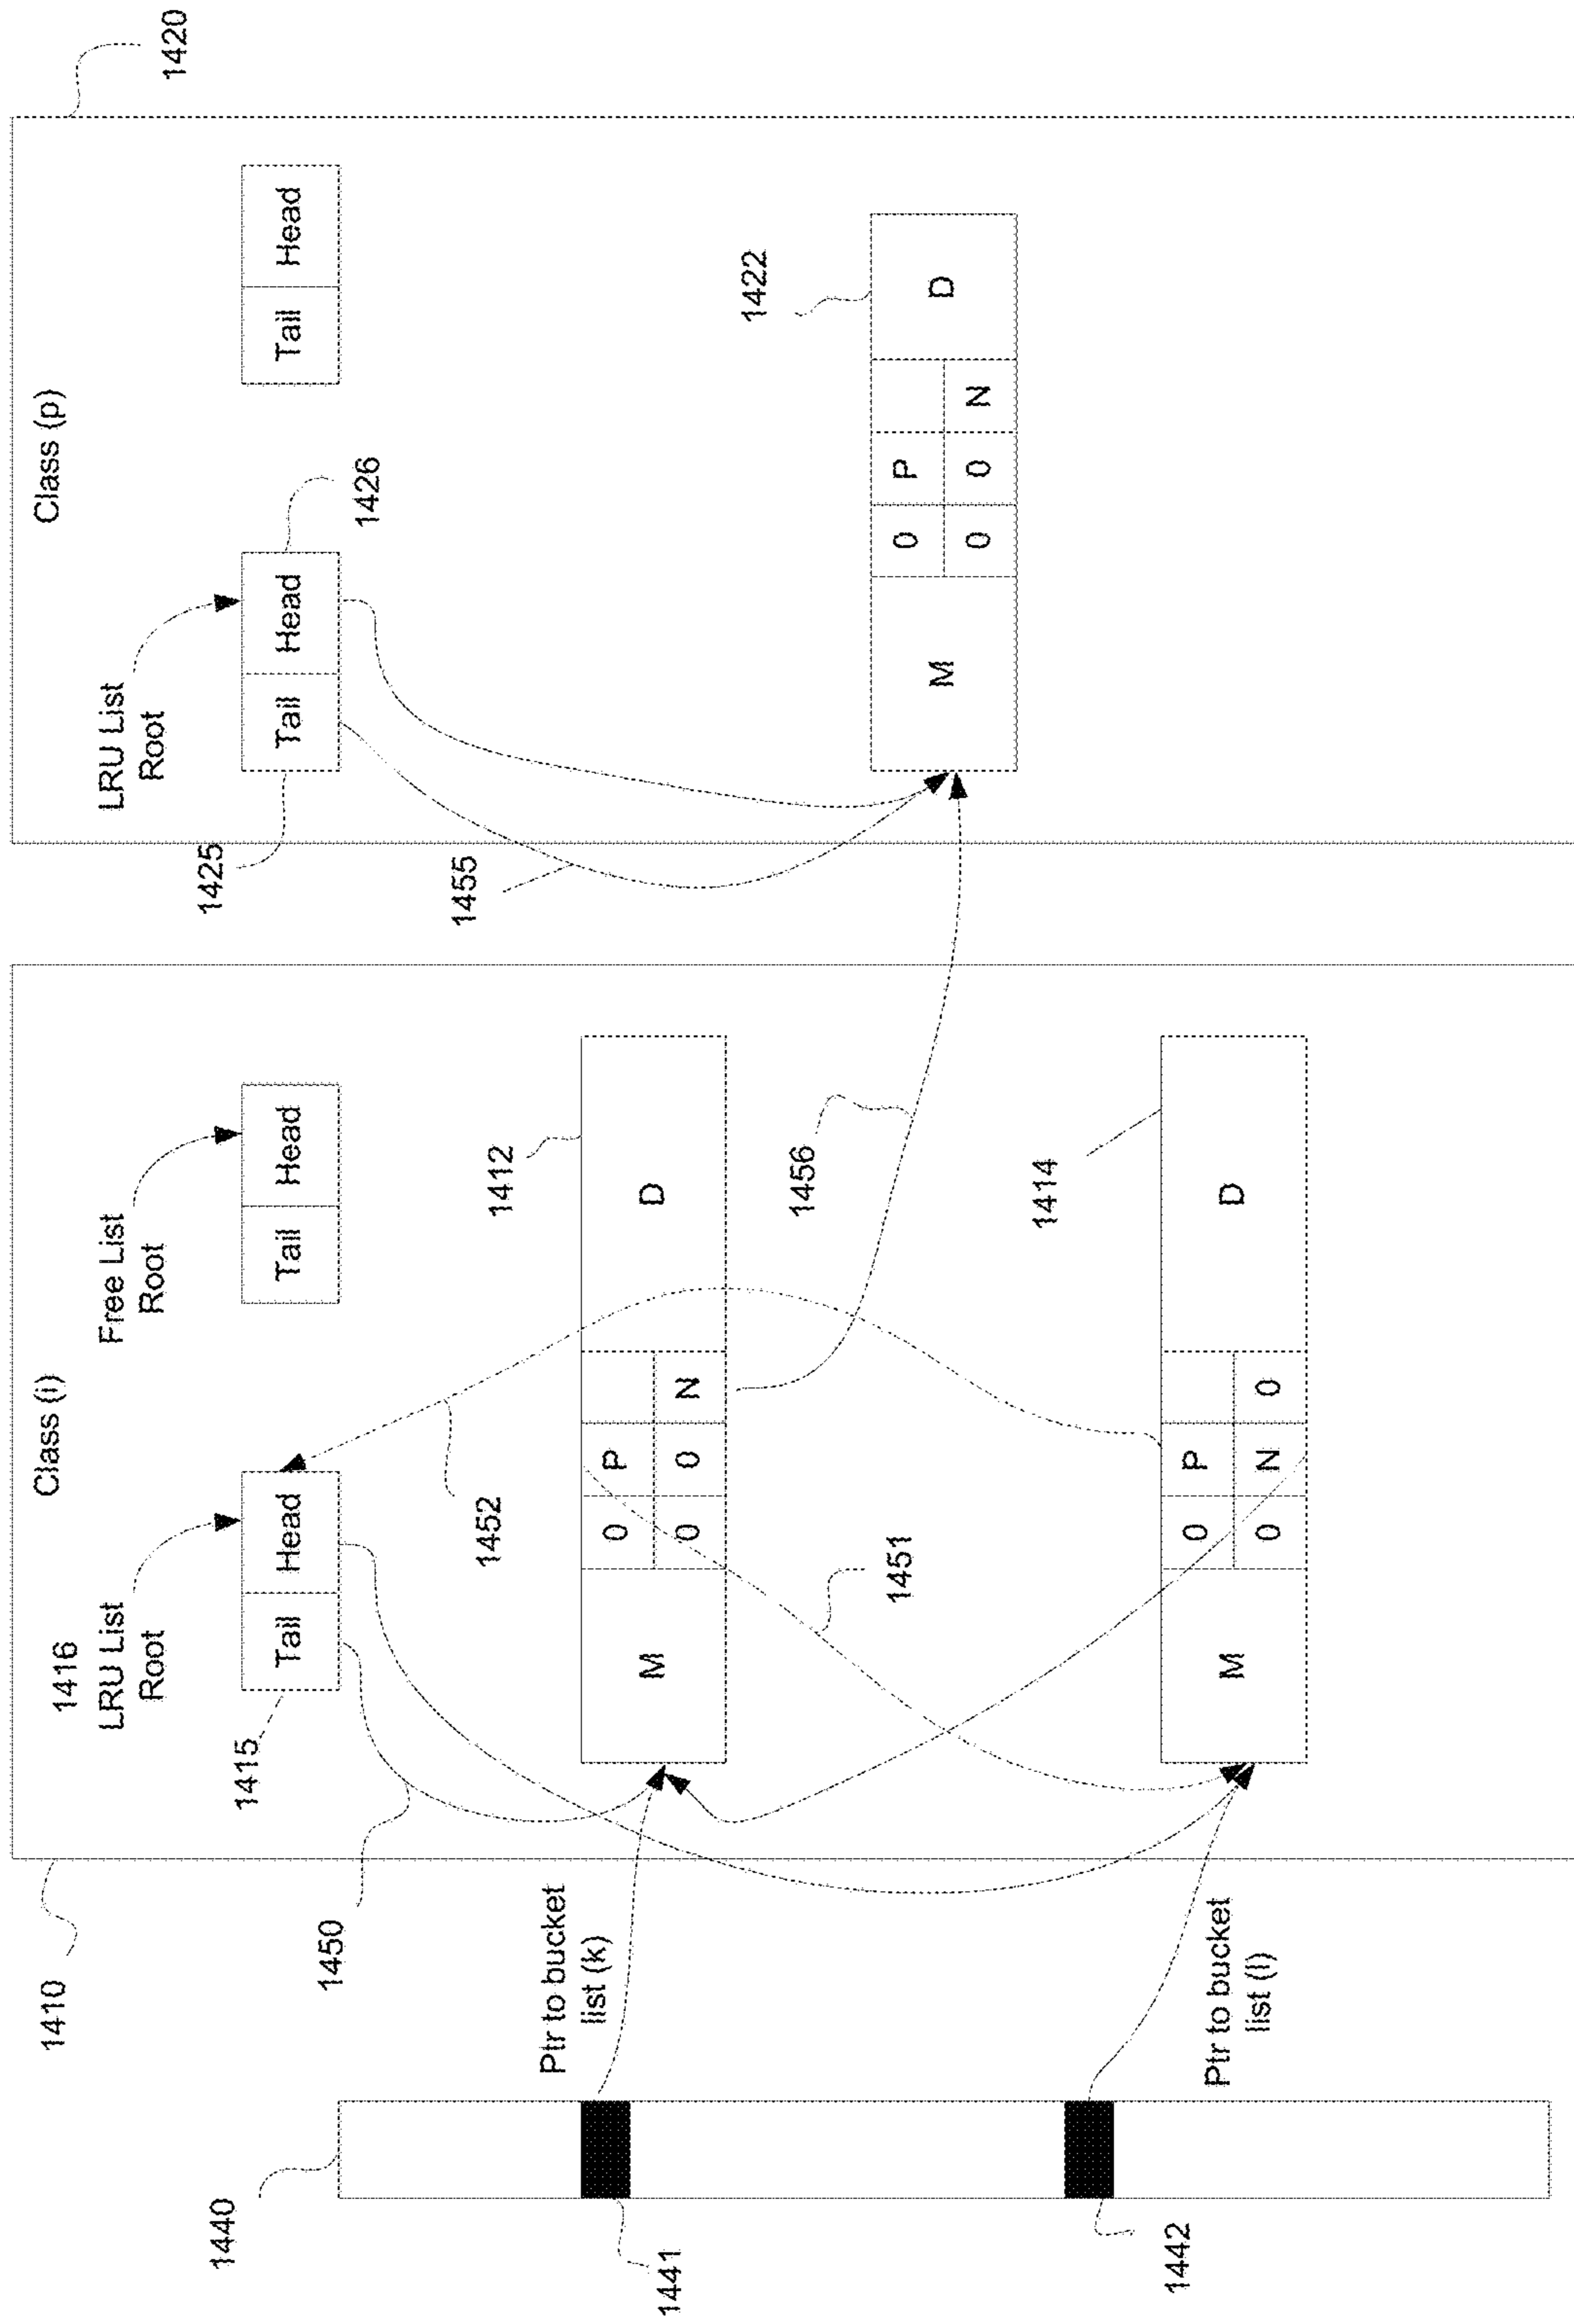 1420
Class (i)
Class (p)
1410
1416
LRU List
Root
Free List
Root
LRU List
Root
1440
1415
Tail
Head
Tail
Head
1425
Tail
Head
Tail
Head
1450
1426
1452
1455
1412
Ptr to bucket
list (k)
M
0
P
0
0
N
D
1441
1422
1456
1451
M
0
P
0
0
N
D
1414
Ptr to bucket
list (l)
M
0
P
0
N
0
D
1442